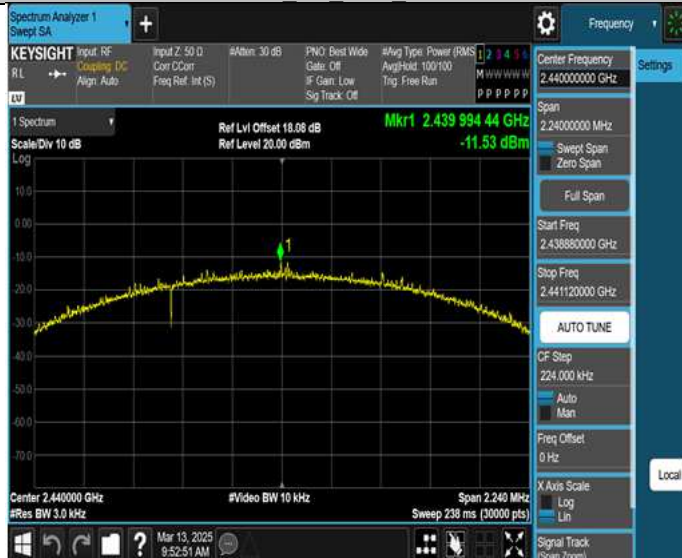 Spectrum Analyzer 1
Swept SA
+
Frequency
KEYSIGHT
RL
LV
Input: RF
Coupling: DC
Align: Auto
Input Z: 50 Ω
Corr CCorr
Freq Ref: Int (S)
#Atten: 30 dB
PNO: Best Wide
Gate: Off
IF Gain: Low
Sig Track: Off
#Avg Type: Power (RMS
Avg|Hold: 100/100
Trig: Free Run
1 2 3 4 5 6
M W W W W W
P P P P P P
1 Spectrum
Scale/Div 10 dB
Ref Lvl Offset 18.08 dB
Ref Level 20.00 dBm
Mkr1 2.439 994 44 GHz
-11.53 dBm
Log
10.0
0.00
-10.0
-20.0
-30.0
-40.0
-50.0
-60.0
-70.0
1
Center 2.440000 GHz
#Res BW 3.0 kHz
#Video BW 10 kHz
Span 2.240 MHz
Sweep 238 ms (30000 pts)
Mar 13, 2025
9:52:51 AM
?
Center Frequency
2.440000000 GHz
Span
2.24000000 MHz
Swept Span
Zero Span
Full Span
Start Freq
2.438880000 GHz
Stop Freq
2.441120000 GHz
AUTO TUNE
CF Step
224.000 kHz
Auto
Man
Freq Offset
0 Hz
X Axis Scale
Log
Lin
Signal Track
(Span Zoom)
Settings
Local